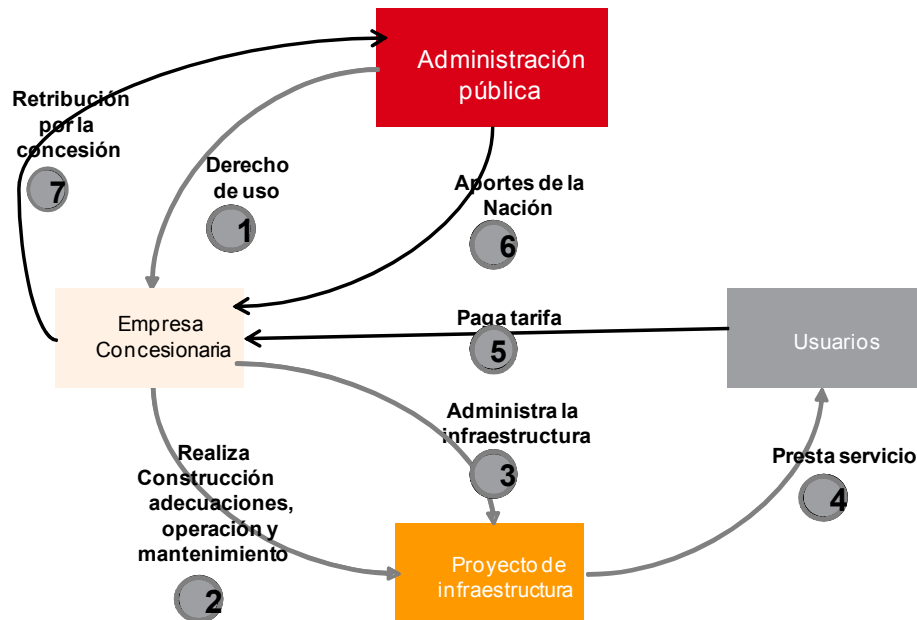 Administración
pública
Retribución
por la
concesión
7
Derecho
de uso
1
Aportes de la
Nación
6
Empresa
Concesionaria
Paga tarifa
5
Usuarios
Administra la
infraestructura
3
Realiza
Construcción
adecuaciones,
operación y
mantenimiento
2
Presta servicio
4
Proyecto de
infraestructura